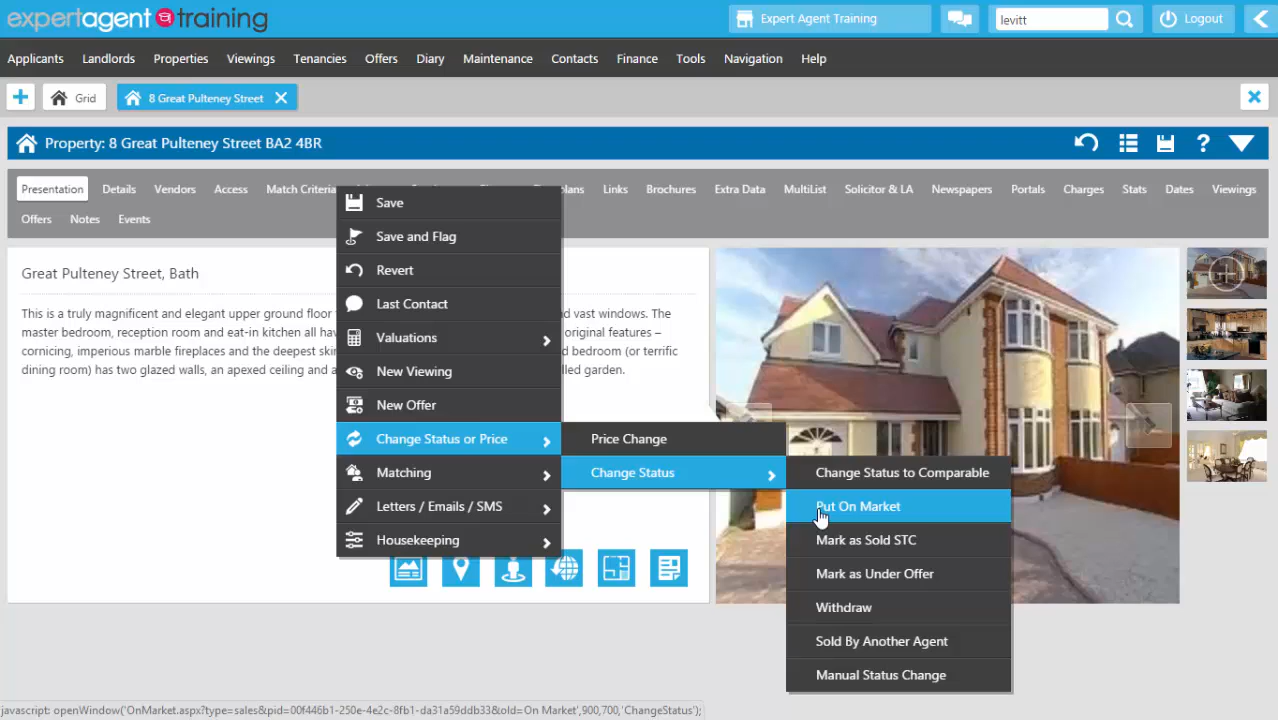 expertagent training
Expert Agent Training
levitt
Logout
Applicants Landlords Properties Viewings Tenancies Offers Diary Maintenance Contacts Finance Tools Navigation Help
Grid
8 Great Pulteney Street
Property: 8 Great Pulteney Street BA2 4BR
?
Presentation Details Vendors Access Match Criteria Links Brochures Extra Data MultiList Solicitor & LA Newspapers Portals Charges Stats Dates Viewings
Offers Notes Events
Great Pulteney Street, Bath
This is a truly magnificent and elegant upper ground floor d vast windows. The
master bedroom, reception room and eat-in kitchen all hav original features –
cornicing, imperious marble fireplaces and the deepest skir d bedroom (or terrific
dining room) has two glazed walls, an apexed ceiling and a lled garden.
Save
Save and Flag
Revert
Last Contact
Valuations
New Viewing
New Offer
Change Status or Price
Matching
Letters / Emails / SMS
Housekeeping
Price Change
Change Status
Change Status to Comparable
Put On Market
Mark as Sold STC
Mark as Under Offer
Withdraw
Sold By Another Agent
Manual Status Change
javascript: openWindow('OnMarket.aspx?type=sales&pid=00f446b1-250e-4e2c-8fb1-da31a59ddb33&old=On Market',900,700,'ChangeStatus');